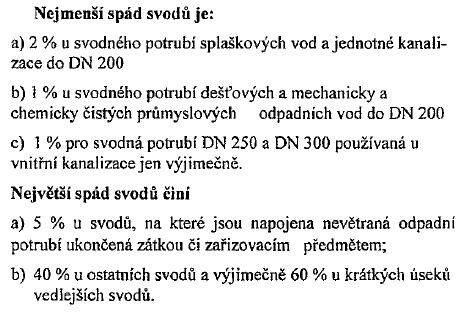 Nejmenší spád svodů je:
a) 2 % u svodného potrubí splaškových vod a jednotné kanali-
zace do DN 200
b) 1 % u svodného potrubí dešťových a mechanicky a
chemicky čistých průmyslových odpadních vod do DN 200
c) 1 % pro svodná potrubí DN 250 a DN 300 používaná u
vnitřní kanalizace jen výjimečně.
Největší spád svodů činí
a) 5 % u svodů, na které jsou napojena nevětraná odpadní
potrubí ukončená zátkou či zařizovacím předmětem;
b) 40 % u ostatních svodů a výjimečně 60 % u krátkých úseků
vedlejších svodů.